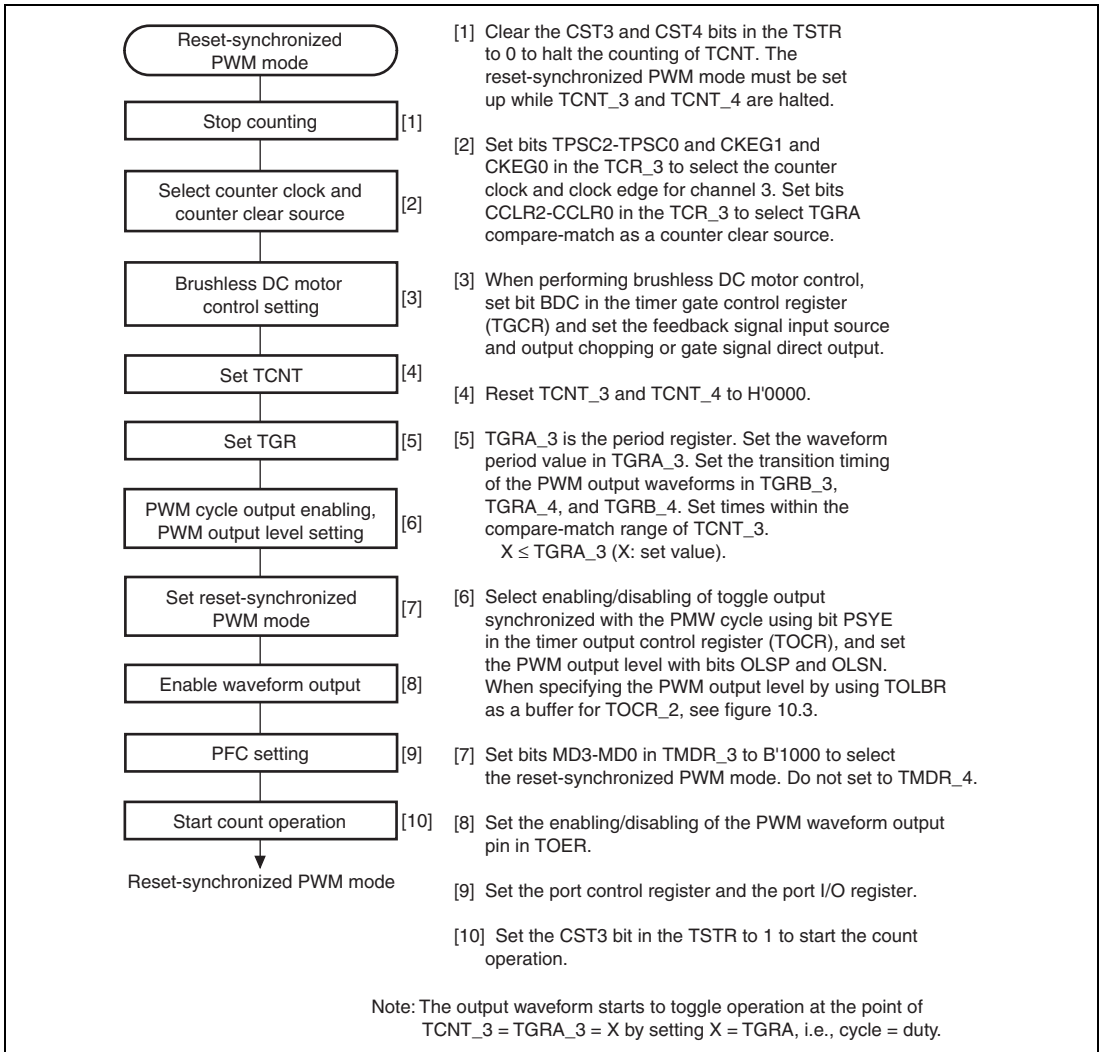 Reset-synchronized
PWM mode
Stop counting
[1]
Select counter clock and
counter clear source
[2]
Brushless DC motor
control setting
[3]
Set TCNT
[4]
Set TGR
[5]
PWM cycle output enabling,
PWM output level setting
[6]
Set reset-synchronized
PWM mode
[7]
Enable waveform output
[8]
PFC setting
[9]
Start count operation
[10]
Reset-synchronized PWM mode
[1] Clear the CST3 and CST4 bits in the TSTR
to 0 to halt the counting of TCNT. The
reset-synchronized PWM mode must be set
up while TCNT_3 and TCNT_4 are halted.
[2] Set bits TPSC2-TPSC0 and CKEG1 and
CKEG0 in the TCR_3 to select the counter
clock and clock edge for channel 3. Set bits
CCLR2-CCLR0 in the TCR_3 to select TGRA
compare-match as a counter clear source.
[3] When performing brushless DC motor control,
set bit BDC in the timer gate control register
(TGCR) and set the feedback signal input source
and output chopping or gate signal direct output.
[4] Reset TCNT_3 and TCNT_4 to H'0000.
[5] TGRA_3 is the period register. Set the waveform
period value in TGRA_3. Set the transition timing
of the PWM output waveforms in TGRB_3,
TGRA_4, and TGRB_4. Set times within the
compare-match range of TCNT_3.
X ≤ TGRA_3 (X: set value).
[6] Select enabling/disabling of toggle output
synchronized with the PMW cycle using bit PSYE
in the timer output control register (TOCR), and set
the PWM output level with bits OLSP and OLSN.
When specifying the PWM output level by using TOLBR
as a buffer for TOCR_2, see figure 10.3.
[7] Set bits MD3-MD0 in TMDR_3 to B'1000 to select
the reset-synchronized PWM mode. Do not set to TMDR_4.
[8] Set the enabling/disabling of the PWM waveform output
pin in TOER.
[9] Set the port control register and the port I/O register.
[10] Set the CST3 bit in the TSTR to 1 to start the count
operation.
Note: The output waveform starts to toggle operation at the point of
TCNT_3 = TGRA_3 = X by setting X = TGRA, i.e., cycle = duty.